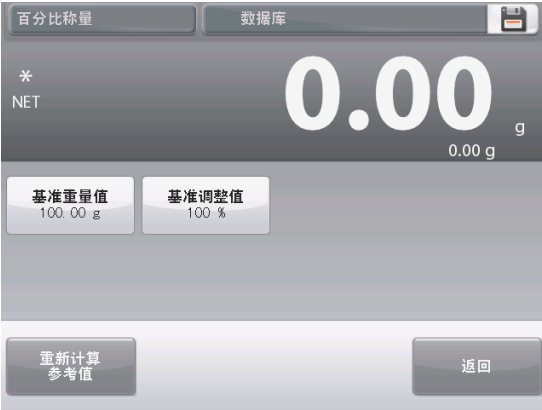 百分比称量
数据库
*
NET
0.00
g
0.00 g
基准重量值
100.00 g
基准调整值
100 %
重新计算
参考值
返回